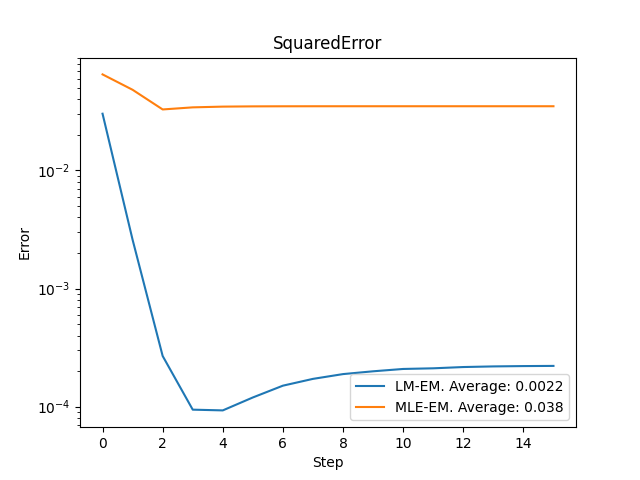 SquaredError
10⁻²
10⁻³
10⁻⁴
Error
0 2 4 6 8 10 12 14
Step
LM-EM. Average: 0.0022
MLE-EM. Average: 0.038